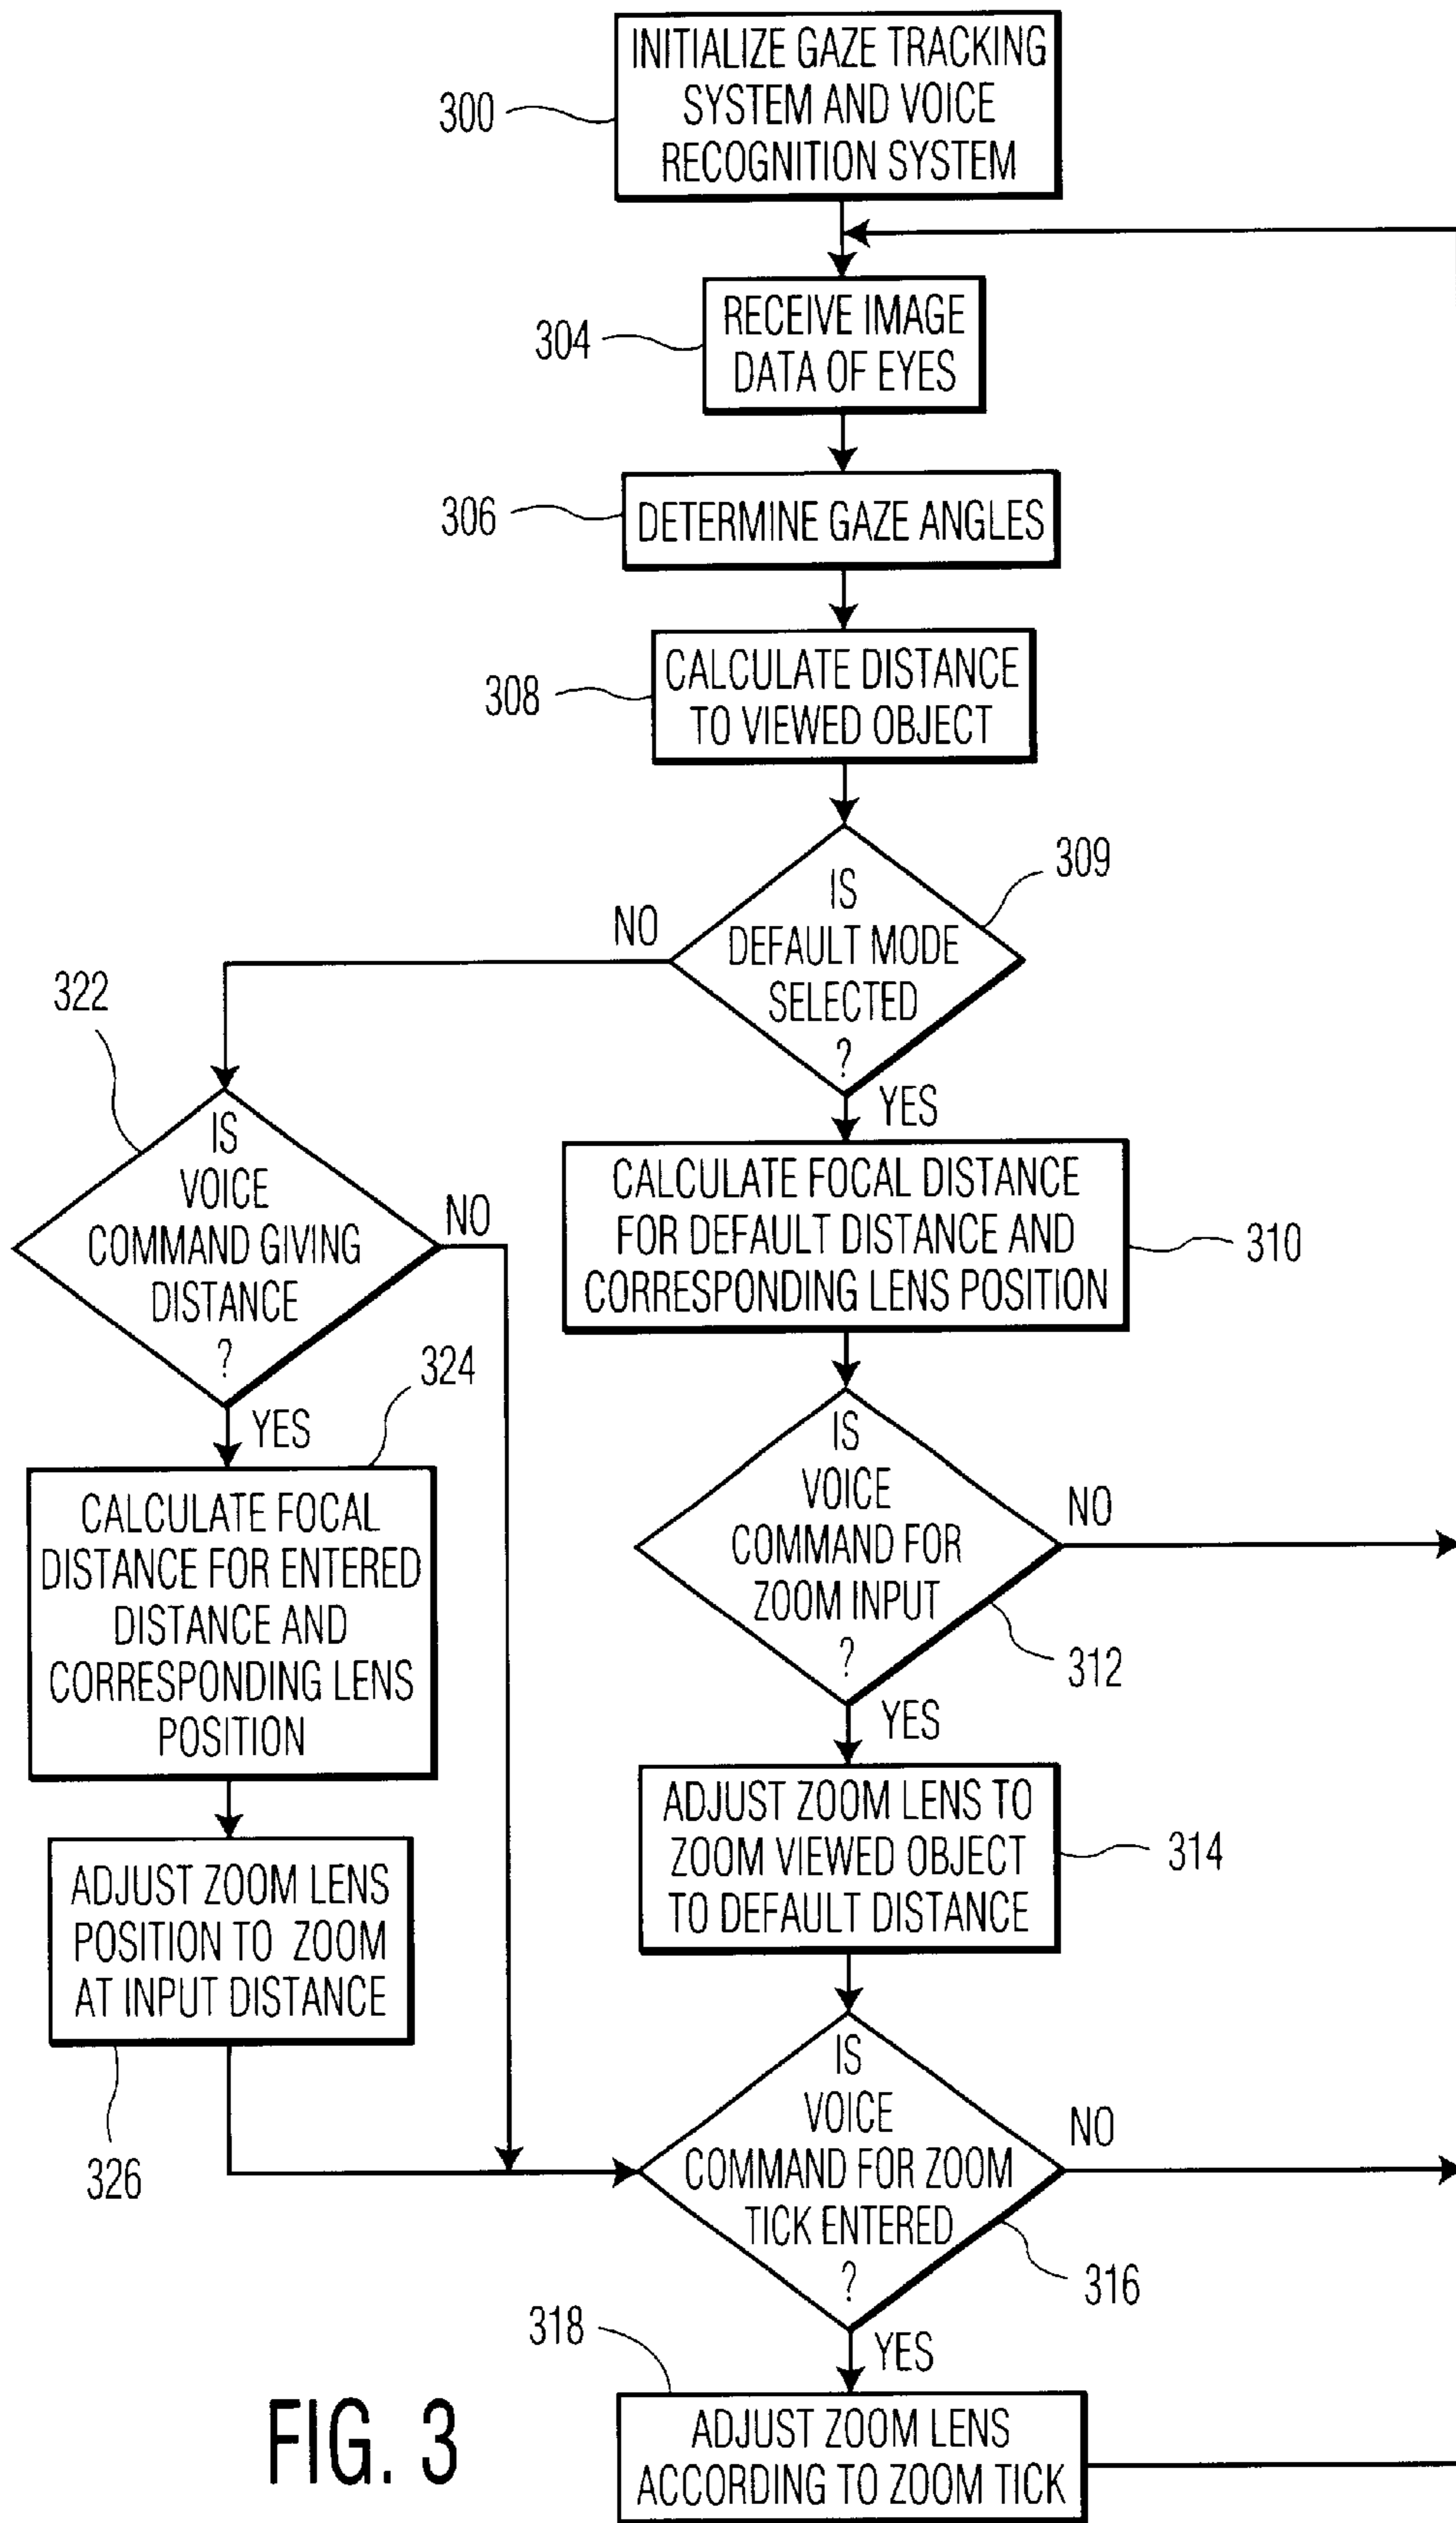 300
INITIALIZE GAZE TRACKING
SYSTEM AND VOICE
RECOGNITION SYSTEM
304
RECEIVE IMAGE
DATA OF EYES
306
DETERMINE GAZE ANGLES
308
CALCULATE DISTANCE
TO VIEWED OBJECT
309
IS
DEFAULT MODE
SELECTED
?
NO
YES
322
IS
VOICE
COMMAND GIVING
DISTANCE
?
NO
YES
324
CALCULATE FOCAL
DISTANCE FOR ENTERED
DISTANCE AND
CORRESPONDING LENS
POSITION
ADJUST ZOOM LENS
POSITION TO ZOOM
AT INPUT DISTANCE
326
CALCULATE FOCAL DISTANCE
FOR DEFAULT DISTANCE AND
CORRESPONDING LENS POSITION
310
IS
VOICE
COMMAND FOR
ZOOM INPUT
?
NO
312
YES
ADJUST ZOOM LENS TO
ZOOM VIEWED OBJECT
TO DEFAULT DISTANCE
314
IS
VOICE
COMMAND FOR ZOOM
TICK ENTERED
?
NO
316
YES
318
ADJUST ZOOM LENS
ACCORDING TO ZOOM TICK
FIG. 3